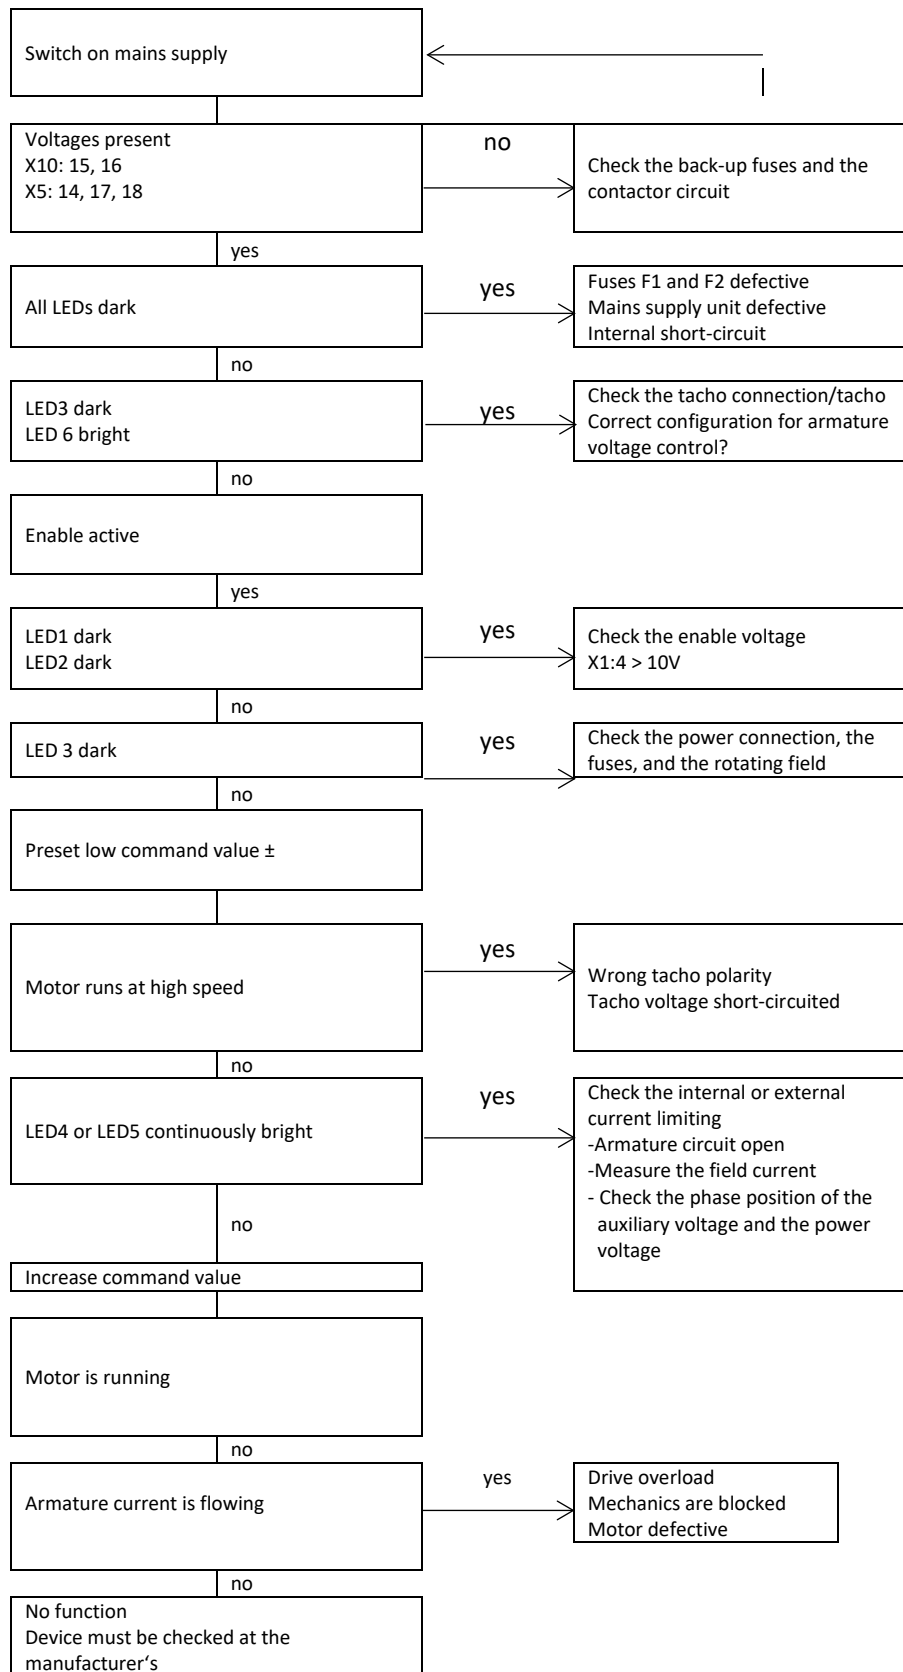 Switch on mains supply
Voltages present
X10: 15, 16
X5: 14, 17, 18
no
Check the back-up fuses and the
contactor circuit
yes
All LEDs dark
yes
Fuses F1 and F2 defective
Mains supply unit defective
Internal short-circuit
no
LED3 dark
LED 6 bright
yes
Check the tacho connection/tacho
Correct configuration for armature
voltage control?
no
Enable active
yes
LED1 dark
LED2 dark
yes
Check the enable voltage
X1:4 > 10V
no
LED 3 dark
yes
Check the power connection, the
fuses, and the rotating field
no
Preset low command value ±
Motor runs at high speed
yes
Wrong tacho polarity
Tacho voltage short-circuited
no
LED4 or LED5 continuously bright
yes
Check the internal or external
current limiting
-Armature circuit open
-Measure the field current
- Check the phase position of the
auxiliary voltage and the power
voltage
no
Increase command value
Motor is running
no
Armature current is flowing
yes
Drive overload
Mechanics are blocked
Motor defective
no
No function
Device must be checked at the
manufacturer‘s